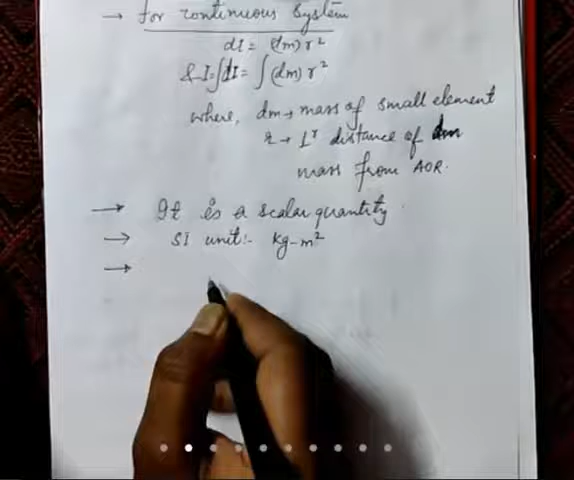 → for continuous System
dI = (dm) r²
& I = ∫dI = ∫(dm) r²
where, dm → mass of small element
r → ⊥ʳ distance of dm
mass from AOR.
→ It is a scalar quantity
→ SI unit:- kg-m²
→